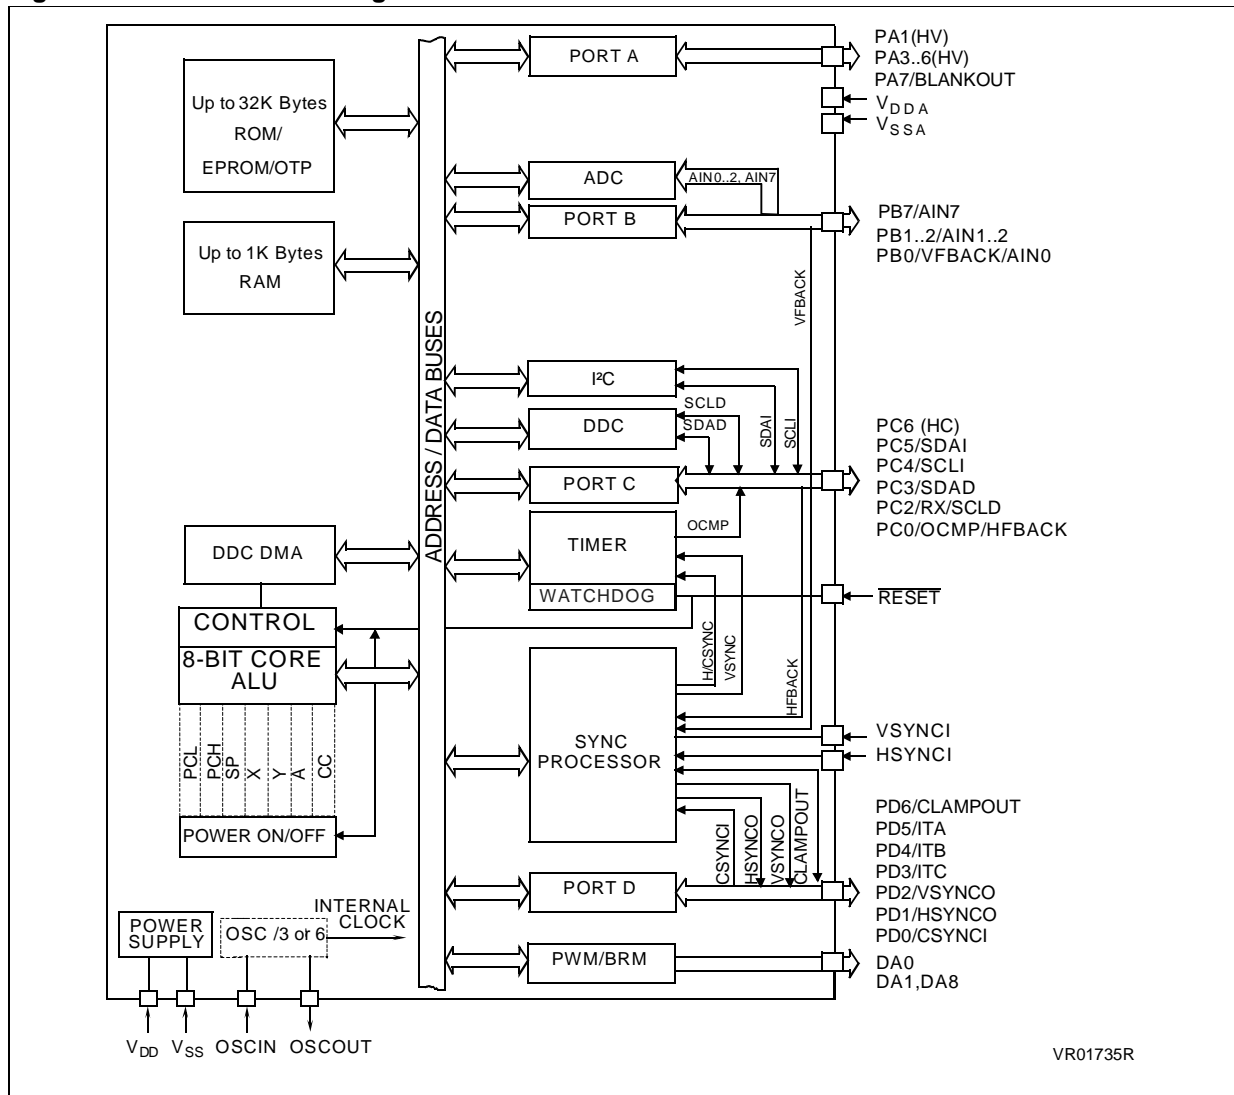 PORT A
PA1(HV)
PA3..6(HV)
PA7/BLANKOUT
VDDA
VSSA
Up to 32K Bytes
ROM/
EPROM/OTP
ADC
AIN0..2, AIN7
PORT B
PB7/AIN7
PB1..2/AIN1..2
PB0/VFBACK/AIN0
Up to 1K Bytes
RAM
VFBACK
ADDRESS / DATA BUSES
I²C
DDC
SCLD
SDAD
SDAI
SCLI
PORT C
PC6 (HC)
PC5/SDAI
PC4/SCLI
PC3/SDAD
PC2/RX/SCLD
PC0/OCMP/HFBACK
OCMP
TIMER
WATCHDOG
DDC DMA
RESET
CONTROL
8-BIT CORE
ALU
H/CSYNC
VSYNC
HFBACK
PCL
PCH
SP
X
Y
A
CC
POWER ON/OFF
SYNC
PROCESSOR
VSYNCI
HSYNCI
CSYNCI
HSYNCO
VSYNCO
CLAMPOUT
PORT D
PD6/CLAMPOUT
PD5/ITA
PD4/ITB
PD3/ITC
PD2/VSYNCO
PD1/HSYNCO
PD0/CSYNCI
INTERNAL
CLOCK
POWER
SUPPLY
OSC /3 or 6
PWM/BRM
DA0
DA1,DA8
VDD
VSS
OSCIN
OSCOUT
VR01735R